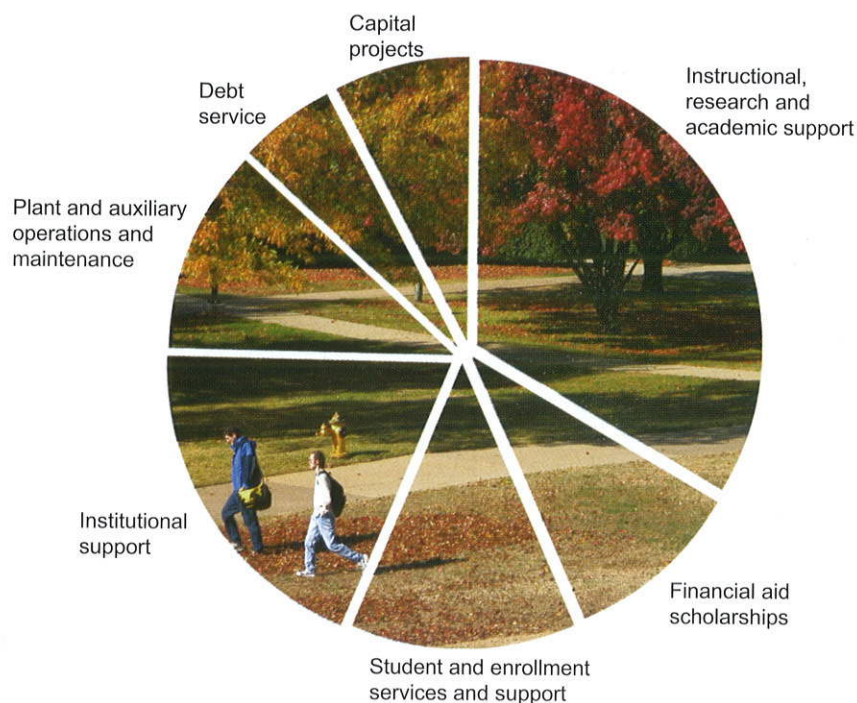 Capital
projects
Instructional,
research and
academic support
Financial aid
scholarships
Student and enrollment
services and support
Institutional
support
Plant and auxiliary
operations and
maintenance
Debt
service